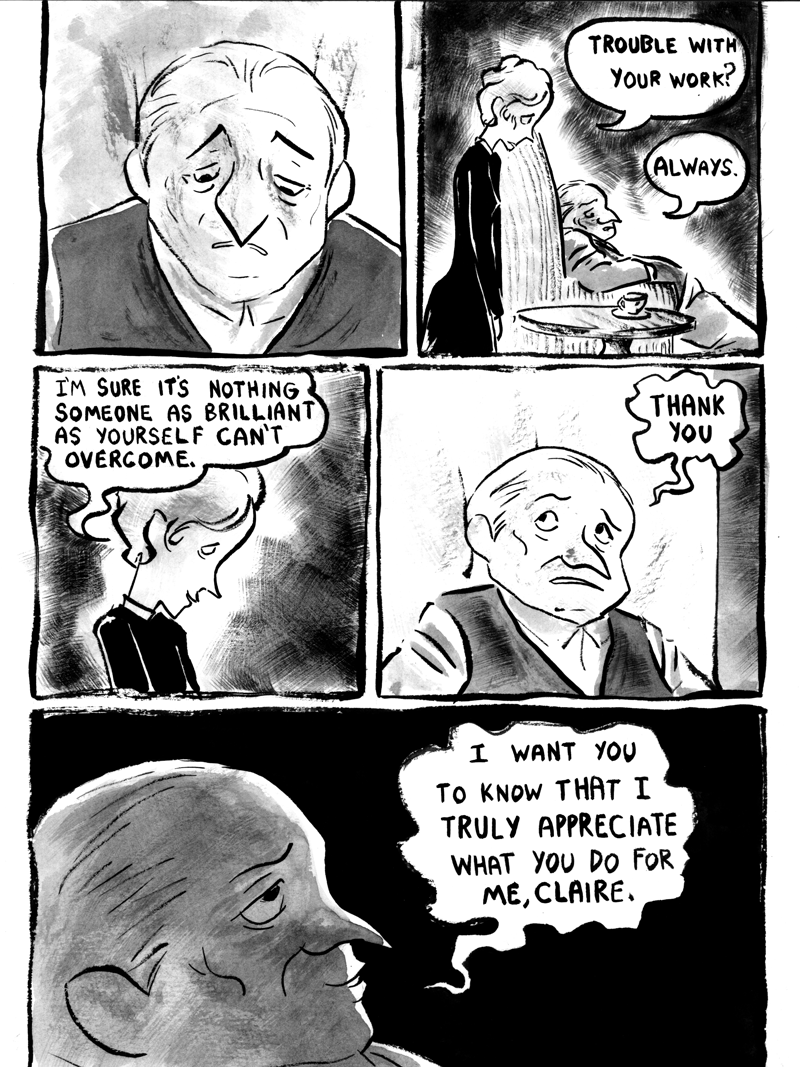 TROUBLE WITH
YOUR WORK?
ALWAYS.
I'M SURE IT'S NOTHING
SOMEONE AS BRILLIANT
AS YOURSELF CAN'T
OVERCOME.
THANK
YOU
I WANT YOU
TO KNOW THAT I
TRULY APPRECIATE
WHAT YOU DO FOR
ME, CLAIRE.